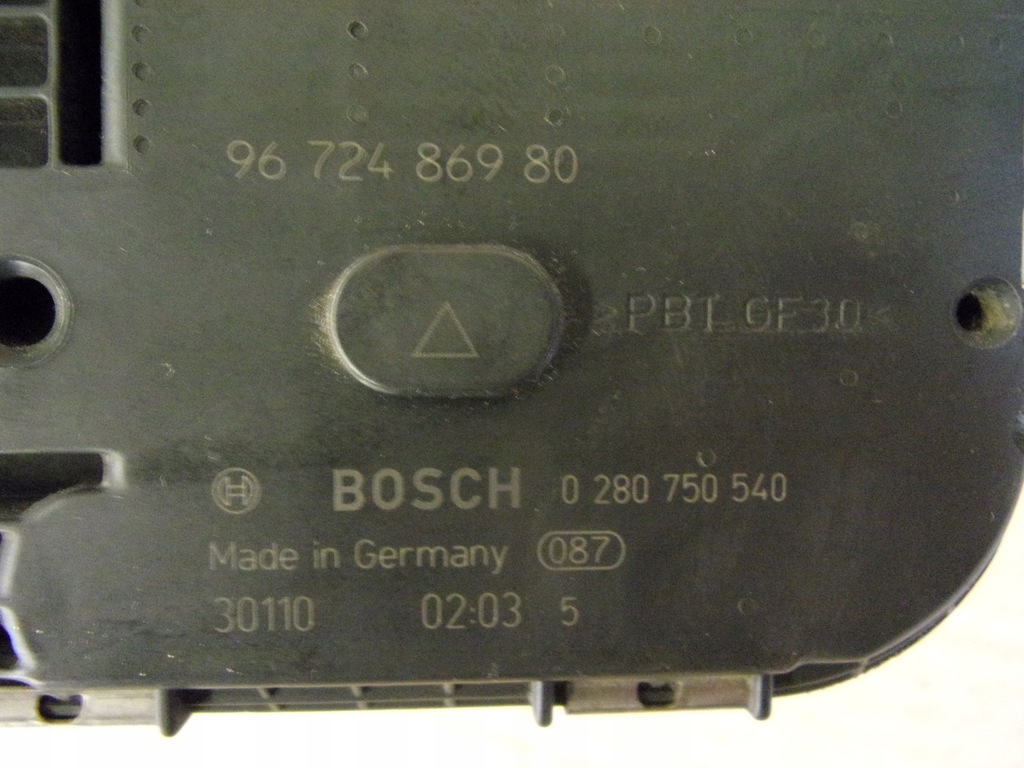 96 724 869 80
>PBT GF30<
BOSCH 0 280 750 540
Made in Germany 087
30110 02:03 5